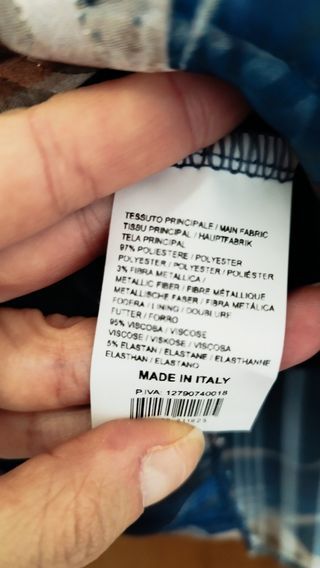 TESSUTO PRINCIPALE / MAIN FABRIC
TISSU PRINCIPAL / HAUPTFABRIK
TELA PRINCIPAL
97% POLIESTERE / POLYESTER
POLYESTER / POLYESTER / POLIÉSTER
3% FIBRA METALLICA /
METALLIC FIBER / FIBRE MÉTALLIQUE
METALLISCHE FASER / FIBRA METÁLICA
FODERA / LINING / DOUBLURE
FUTTER / FORRO
95% VISCOSA / VISCOSE
VISCOSE / VISKOSE / VISCOSA
5% ELASTAN / ELASTANE / ELASTHANNE
ELASTHAN / ELASTANO
MADE IN ITALY
P.IVA: 12790740018